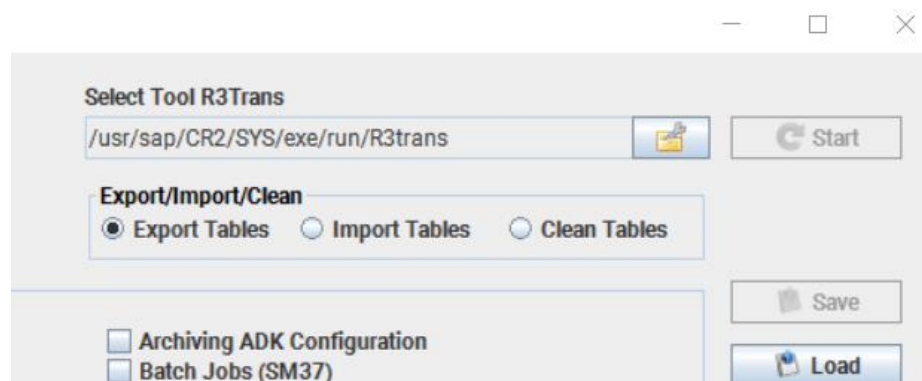 Select Tool R3Trans
/usr/sap/CR2/SYS/exe/run/R3trans
Start
Export/Import/Clean
Export Tables Import Tables Clean Tables
Save
Archiving ADK Configuration
Load
Batch Jobs (SM37)